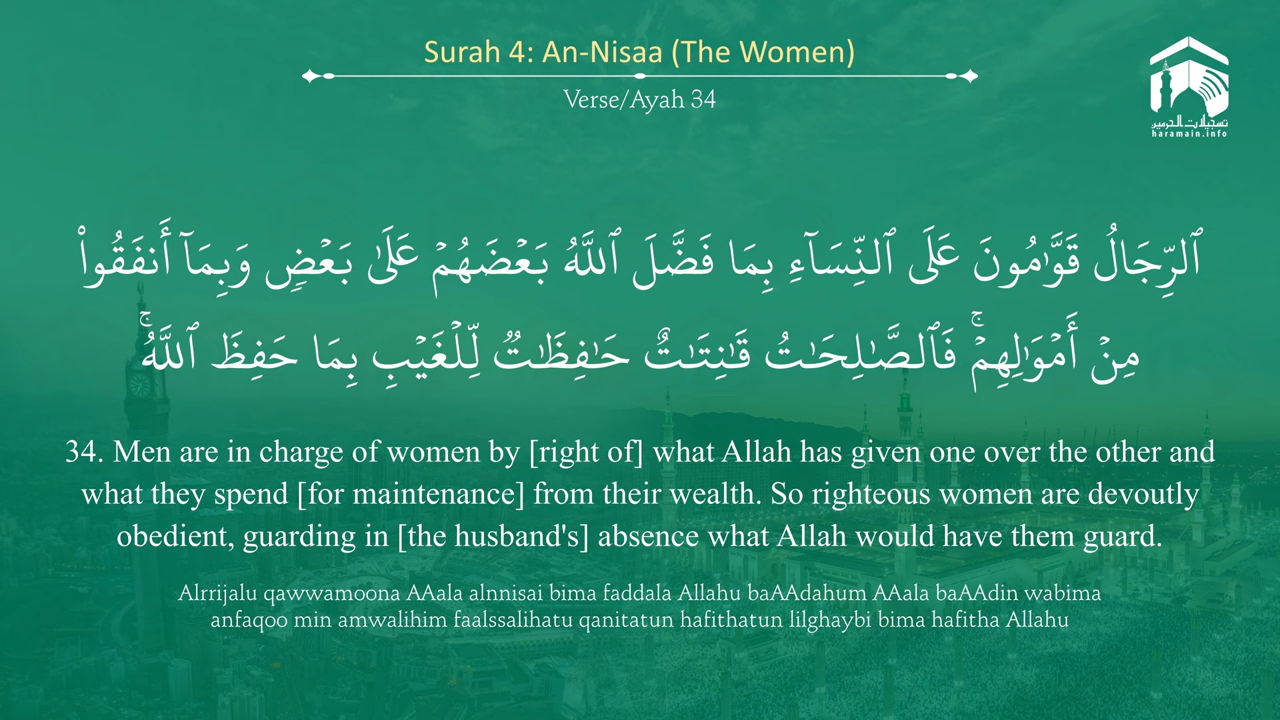 Surah 4: An-Nisaa (The Women)
Verse/Ayah 34
تسجيلات الحرمين
haramain.info
ٱلرِّجَالُ قَوَّٰمُونَ عَلَى ٱلنِّسَآءِ بِمَا فَضَّلَ ٱللَّهُ بَعۡضَهُمۡ عَلَىٰ بَعۡضٖ وَبِمَآ أَنفَقُواْ
مِنۡ أَمۡوَٰلِهِمۡۚ فَٱلصَّٰلِحَٰتُ قَٰنِتَٰتٌ حَٰفِظَٰتٞ لِّلۡغَيۡبِ بِمَا حَفِظَ ٱللَّهُۚ
34. Men are in charge of women by [right of] what Allah has given one over the other and
what they spend [for maintenance] from their wealth. So righteous women are devoutly
obedient, guarding in [the husband's] absence what Allah would have them guard.
Alrrijalu qawwamoona AAala alnnisai bima faddala Allahu baAAdahum AAala baAAdin wabima
anfaqoo min amwalihim faalssalihatu qanitatun hafithatun lilghaybi bima hafitha Allahu